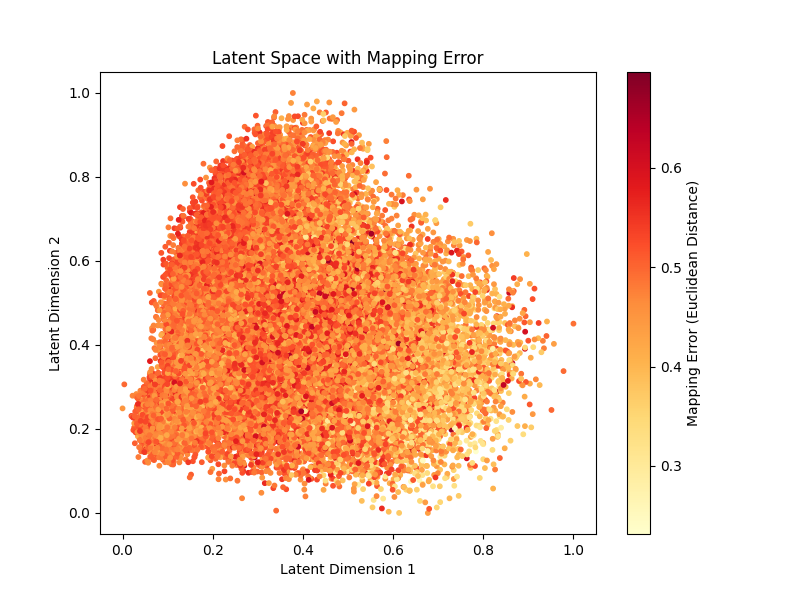 Latent Space with Mapping Error
1.0
0.8
0.6
0.4
0.2
0.0
Latent Dimension 2
0.0 0.2 0.4 0.6 0.8 1.0
Latent Dimension 1
0.6
0.5
0.4
0.3
Mapping Error (Euclidean Distance)